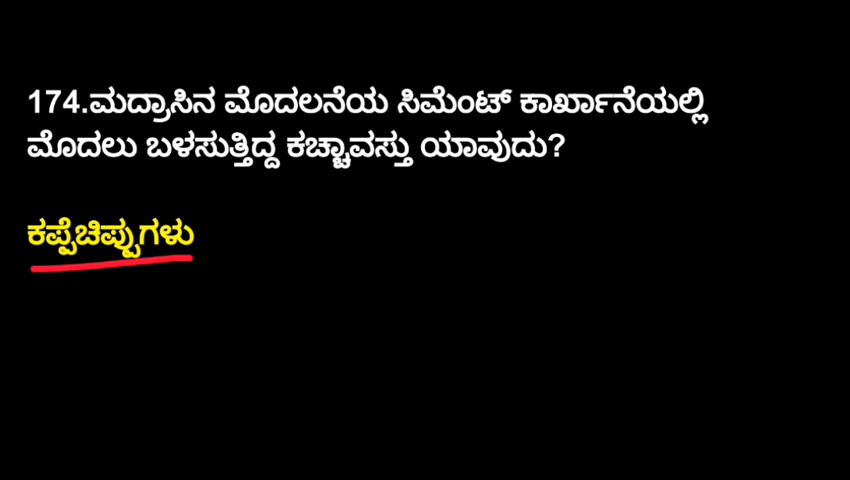 174.ಮದ್ರಾಸಿನ ಮೊದಲನೆಯ ಸಿಮೆಂಟ್ ಕಾರ್ಖಾನೆಯಲ್ಲಿ
ಮೊದಲು ಬಳಸುತ್ತಿದ್ದ ಕಚ್ಚಾವಸ್ತು ಯಾವುದು?
ಕಪ್ಪೆಚಿಪ್ಪುಗಳು